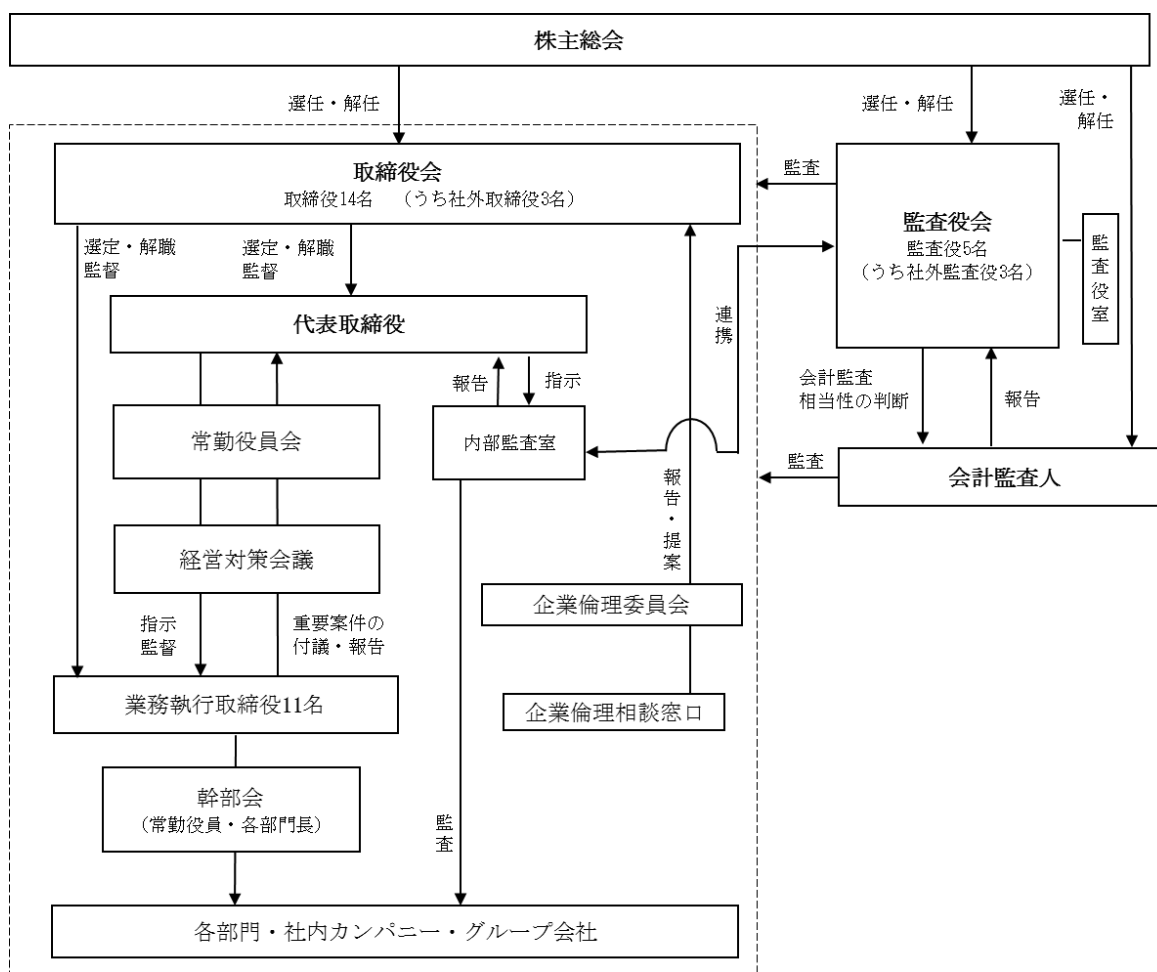 株主総会
選任・解任
選任・解任
選任・
解任
取締役会
取締役14名 （うち社外取締役3名）
監査
監査役会
監査役5名
（うち社外監査役3名）
監査役室
選定・解職
監督
選定・解職
監督
代表取締役
連携
報告
指示
会計監査
相当性の判断
報告
常勤役員会
内部監査室
監査
会計監査人
報告・提案
経営対策会議
企業倫理委員会
指示
監督
重要案件の
付議・報告
業務執行取締役11名
企業倫理相談窓口
幹部会
（常勤役員・各部門長）
監査
各部門・社内カンパニー・グループ会社